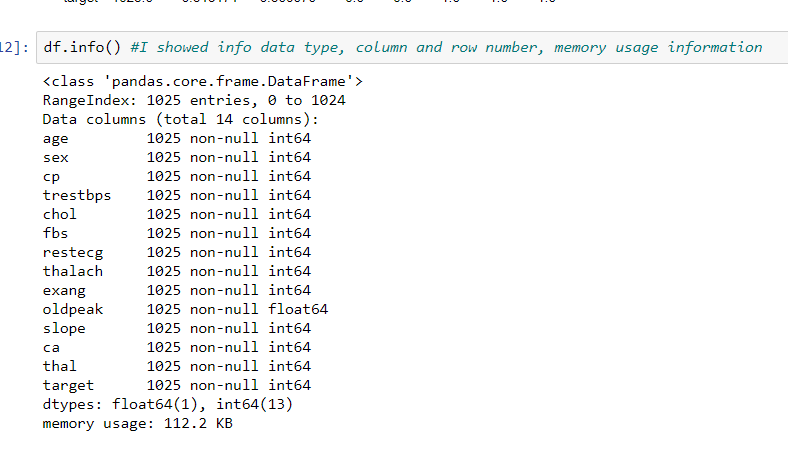 12]: df.info() #I showed info data type, column and row number, memory usage information
<class 'pandas.core.frame.DataFrame'>
RangeIndex: 1025 entries, 0 to 1024
Data columns (total 14 columns):
age 1025 non-null int64
sex 1025 non-null int64
cp 1025 non-null int64
trestbps 1025 non-null int64
chol 1025 non-null int64
fbs 1025 non-null int64
restecg 1025 non-null int64
thalach 1025 non-null int64
exang 1025 non-null int64
oldpeak 1025 non-null float64
slope 1025 non-null int64
ca 1025 non-null int64
thal 1025 non-null int64
target 1025 non-null int64
dtypes: float64(1), int64(13)
memory usage: 112.2 KB